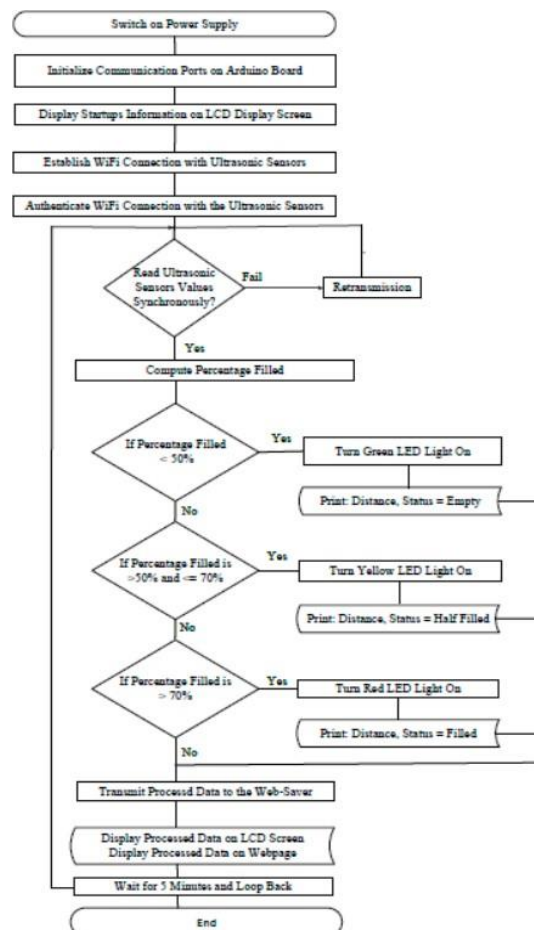 Switch on Power Supply
Initialize Communication Ports on Arduino Board
Display Startups Information on LCD Display Screen
Establish WiFi Connection with Ultrasonic Sensors
Authenticate WiFi Connection with the Ultrasonic Sensors
Read Ultrasonic
Sensors Values
Synchronously?
Fail
Retransmission
Yes
Compute Percentage Filled
If Percentage Filled
< 50%
Yes
Turn Green LED Light On
Print: Distance, Status = Empty
No
If Percentage Filled is
>50% and <= 70%
Yes
Turn Yellow LED Light On
Print: Distance, Status = Half Filled
No
If Percentage Filled is
> 70%
Yes
Turn Red LED Light On
Print: Distance, Status = Filled
No
Transmit Processd Data to the Web-Saver
Display Processed Data on LCD Screen
Display Processed Data on Webpage
Wait for 5 Minutes and Loop Back
End